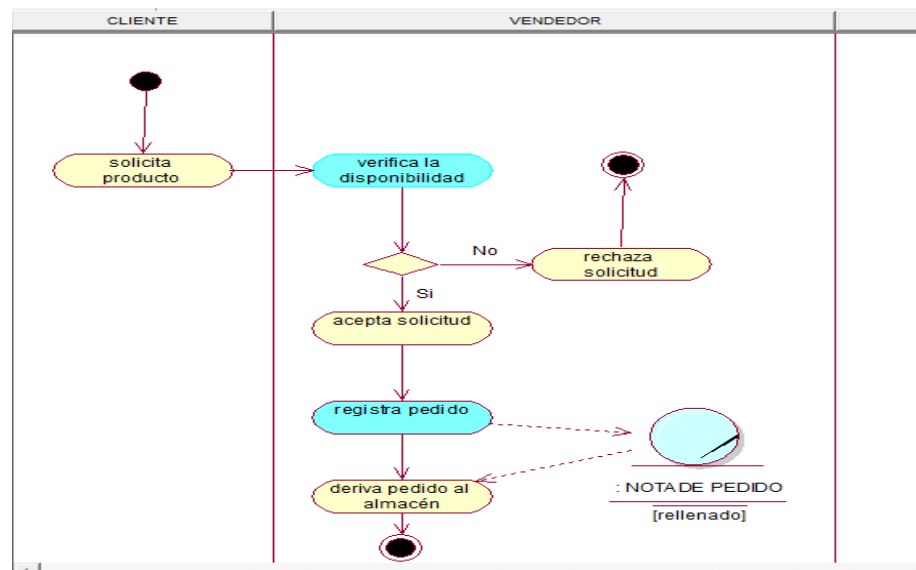 CLIENTE
VENDEDOR
solicita
producto
verifica la
disponibilidad
No
rechaza
solicitud
Si
acepta solicitud
registra pedido
deriva pedido al
almacén
: NOTA DE PEDIDO
[rellenado]